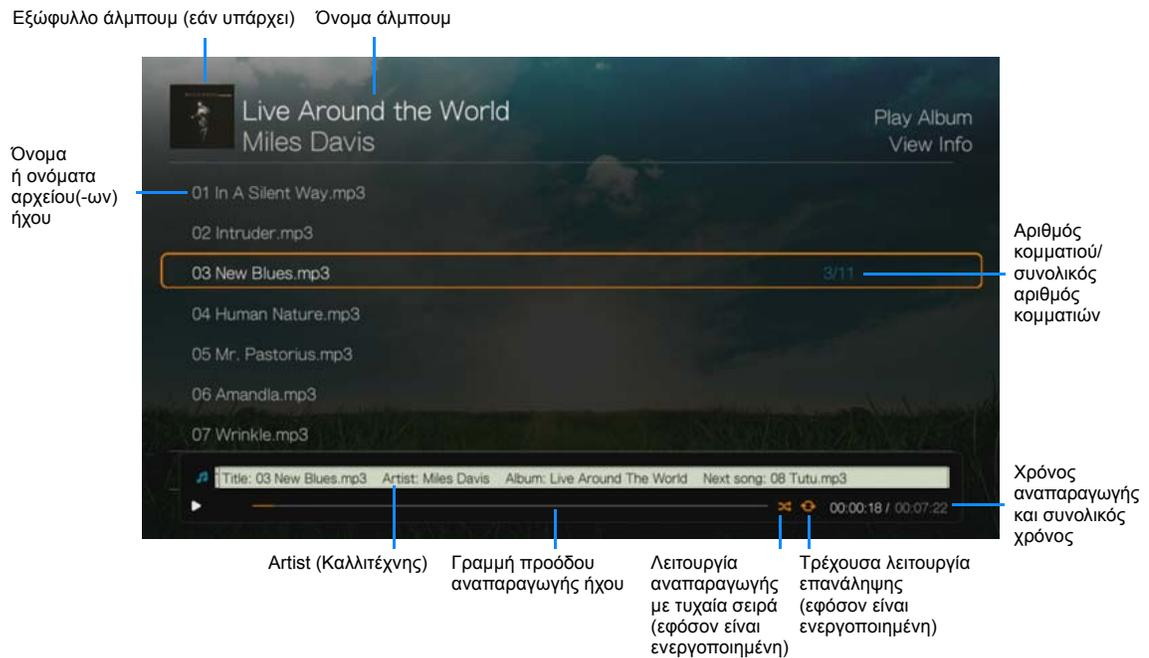 Εξώφυλλο άλμπουμ (εάν υπάρχει)
Όνομα άλμπουμ
Live Around the World
Miles Davis
Play Album
View Info
Όνομα
ή ονόματα
αρχείου(-ων)
ήχου
01 In A Silent Way.mp3
02 Intruder.mp3
03 New Blues.mp3
3/11
Αριθμός
κομματιού/
συνολικός
αριθμός
κομματιών
04 Human Nature.mp3
05 Mr. Pastorius.mp3
06 Amandla.mp3
07 Wrinkle.mp3
Title: 03 New Blues.mp3 Artist: Miles Davis Album: Live Around The World Next song: 08 Tutu.mp3
00:00:18 / 00:07:22
Χρόνος
αναπαραγωγής
και συνολικός
χρόνος
Artist (Καλλιτέχνης)
Γραμμή προόδου
αναπαραγωγής ήχου
Λειτουργία
αναπαραγωγής
με τυχαία σειρά
(εφόσον είναι
ενεργοποιημένη)
Τρέχουσα λειτουργία
επανάληψης
(εφόσον είναι
ενεργοποιημένη)